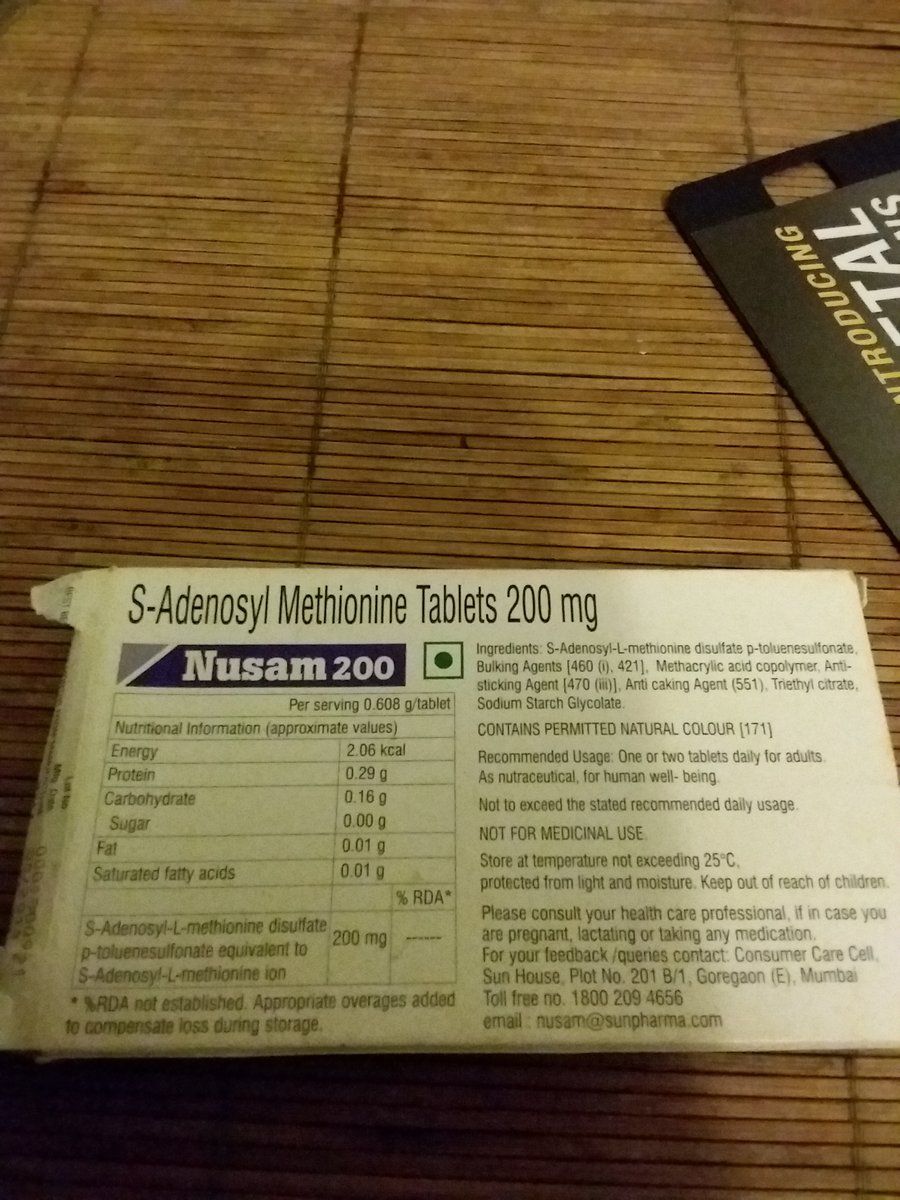 INTRODUCING
S-Adenosyl Methionine Tablets 200 mg
Nusam 200
Per serving 0.608 g/tablet
Nutritional Information (approximate values)
Energy 2.06 kcal
Protein 0.29 g
Carbohydrate 0.16 g
Sugar 0.00 g
Fat 0.01 g
Saturated fatty acids 0.01 g
% RDA*
S-Adenosyl-L-methionine disulfate
p-toluenesulfonate equivalent to
S-Adenosyl-L-methionine ion
200 mg ------
* %RDA not established. Appropriate overages added
to compensate loss during storage.
Ingredients: S-Adenosyl-L-methionine disulfate p-toluenesulfonate,
Bulking Agents [460 (i), 421], Methacrylic acid copolymer, Anti-
sticking Agent [470 (iii)], Anti caking Agent (551), Triethyl citrate,
Sodium Starch Glycolate.
CONTAINS PERMITTED NATURAL COLOUR [171]
Recommended Usage: One or two tablets daily for adults.
As nutraceutical, for human well- being.
Not to exceed the stated recommended daily usage.
NOT FOR MEDICINAL USE.
Store at temperature not exceeding 25°C,
protected from light and moisture. Keep out of reach of children.
Please consult your health care professional, if in case you
are pregnant, lactating or taking any medication.
For your feedback /queries contact: Consumer Care Cell,
Sun House, Plot No. 201 B/1, Goregaon (E), Mumbai
Toll free no. 1800 209 4656
email : nusam@sunpharma.com